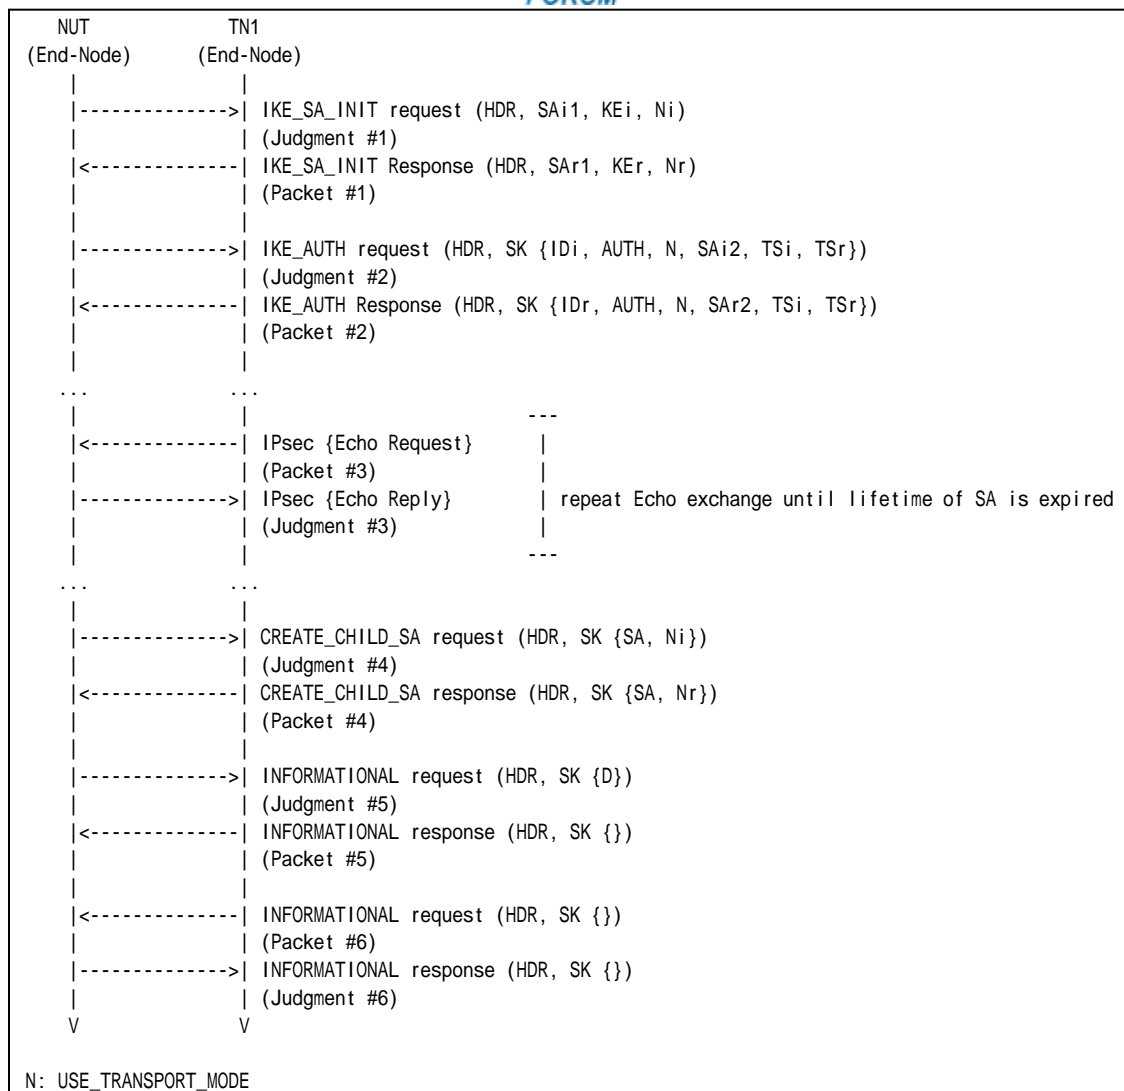 FORUM
NUT TN1
(End-Node) (End-Node)
| |
|-------------->| IKE_SA_INIT request (HDR, SAi1, KEi, Ni)
| | (Judgment #1)
|<--------------| IKE_SA_INIT Response (HDR, SAr1, KEr, Nr)
| | (Packet #1)
| |
|-------------->| IKE_AUTH request (HDR, SK {IDi, AUTH, N, SAi2, TSi, TSr})
| | (Judgment #2)
|<--------------| IKE_AUTH Response (HDR, SK {IDr, AUTH, N, SAr2, TSi, TSr})
| | (Packet #2)
| |
... ...
| | ---
|<--------------| IPsec {Echo Request} |
| | (Packet #3) |
|-------------->| IPsec {Echo Reply} | repeat Echo exchange until lifetime of SA is expired
| | (Judgment #3) |
| | ---
... ...
| |
|-------------->| CREATE_CHILD_SA request (HDR, SK {SA, Ni})
| | (Judgment #4)
|<--------------| CREATE_CHILD_SA response (HDR, SK {SA, Nr})
| | (Packet #4)
| |
|-------------->| INFORMATIONAL request (HDR, SK {D})
| | (Judgment #5)
|<--------------| INFORMATIONAL response (HDR, SK {})
| | (Packet #5)
| |
|<--------------| INFORMATIONAL request (HDR, SK {})
| | (Packet #6)
|-------------->| INFORMATIONAL response (HDR, SK {})
| | (Judgment #6)
V V
N: USE_TRANSPORT_MODE